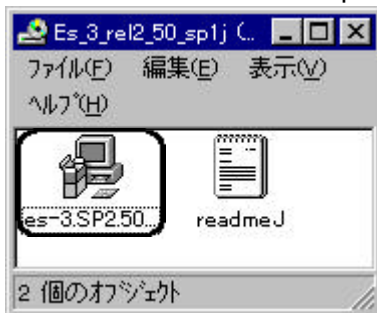 Es_3_rel2_50_sp1j (..
ﾌｧｲﾙ(F) 編集(E) 表示(V)
ﾍﾙﾌﾟ(H)
es-3.SP2.50... readmeJ
2 個のｵﾌﾞｼﾞｪｸﾄ